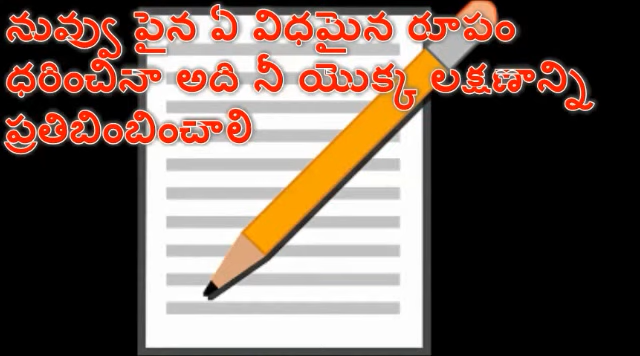 నువ్వు పైన ఏ విధమైన రూపం
ధరించినా అది నీ యొక్క లక్షణాన్ని
ప్రతిబింబించాలి